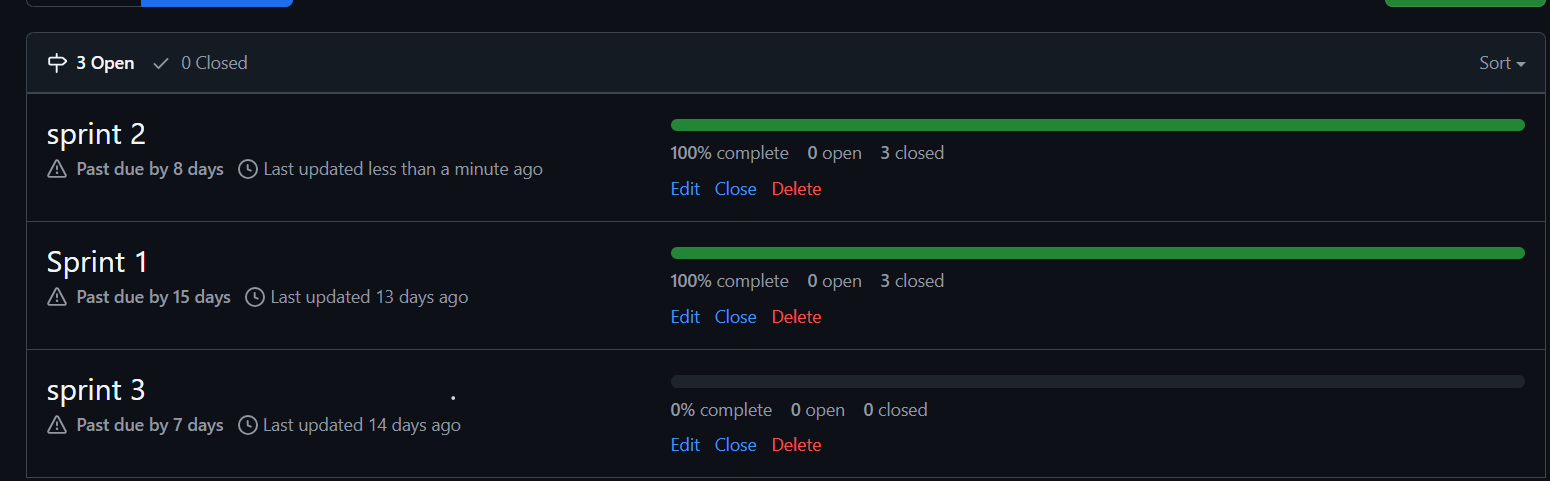 3 Open 0 Closed Sort
sprint 2
100% complete 0 open 3 closed
Past due by 8 days Last updated less than a minute ago
Edit Close Delete
Sprint 1
100% complete 0 open 3 closed
Past due by 15 days Last updated 13 days ago
Edit Close Delete
sprint 3
0% complete 0 open 0 closed
Past due by 7 days Last updated 14 days ago
Edit Close Delete